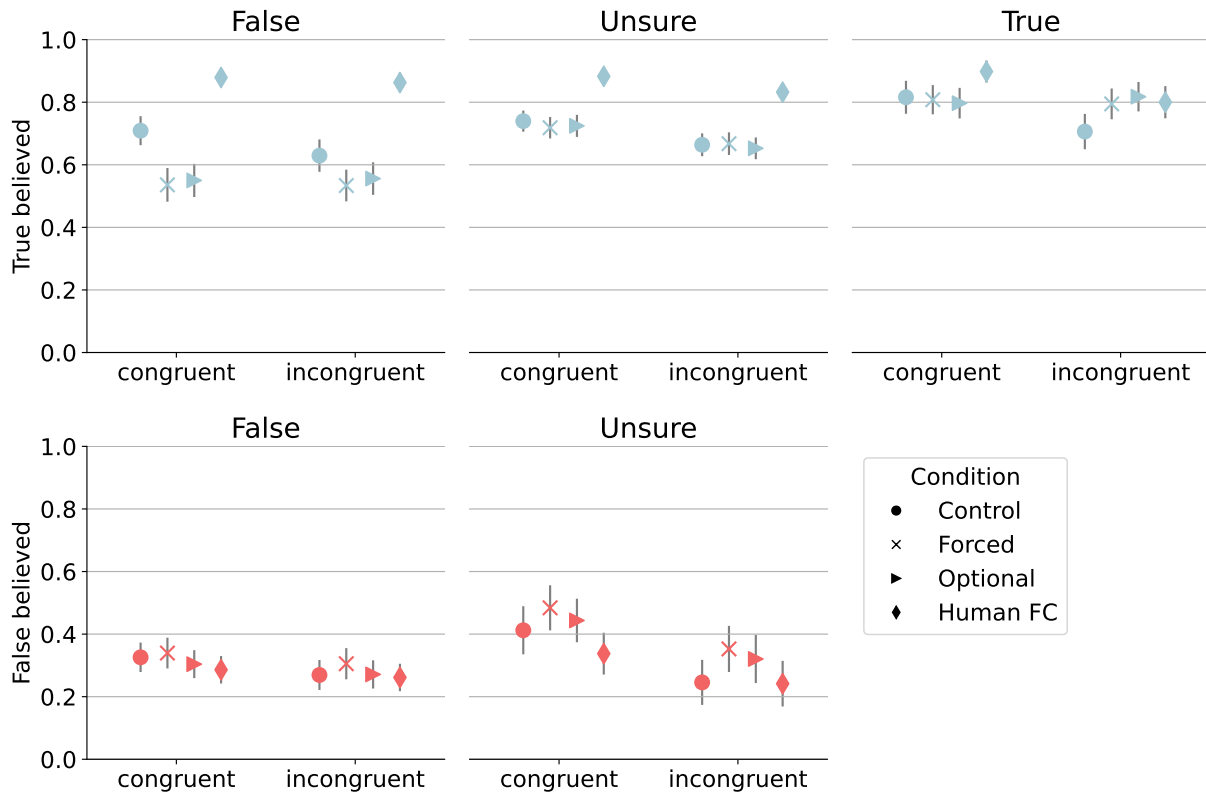 False
Unsure
True
True believed
1.0
0.8
0.6
0.4
0.2
0.0
congruent
incongruent
congruent
incongruent
congruent
incongruent
False
Unsure
False believed
1.0
0.8
0.6
0.4
0.2
0.0
congruent
incongruent
congruent
incongruent
Condition
Control
Forced
Optional
Human FC